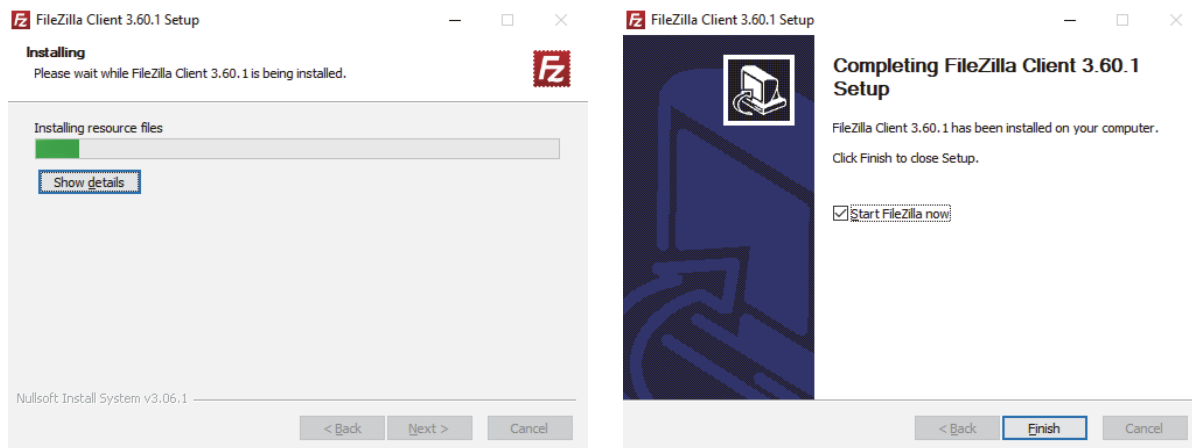 FileZilla Client 3.60.1 Setup
Installing
Please wait while FileZilla Client 3.60.1 is being installed.
Fz
Installing resource files
Show details
Nullsoft Install System v3.06.1
< Back Next > Cancel
FileZilla Client 3.60.1 Setup
Completing FileZilla Client 3.60.1
Setup
FileZilla Client 3.60.1 has been installed on your computer.
Click Finish to close Setup.
Start FileZilla now
< Back Finish Cancel